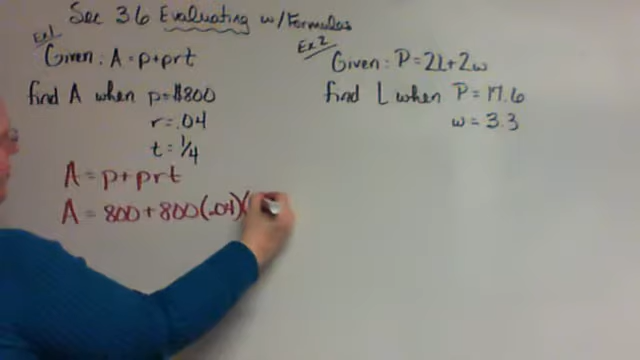 Sec 3.6 Evaluating w/Formulas
Ex1
Given: A = p+prt
find A when p=$800
r=.04
t=1/4
A = p+prt
A = 800+800(.04)(
Ex2
Given: P=2L+2w
find L when P=17.6
w=3.3